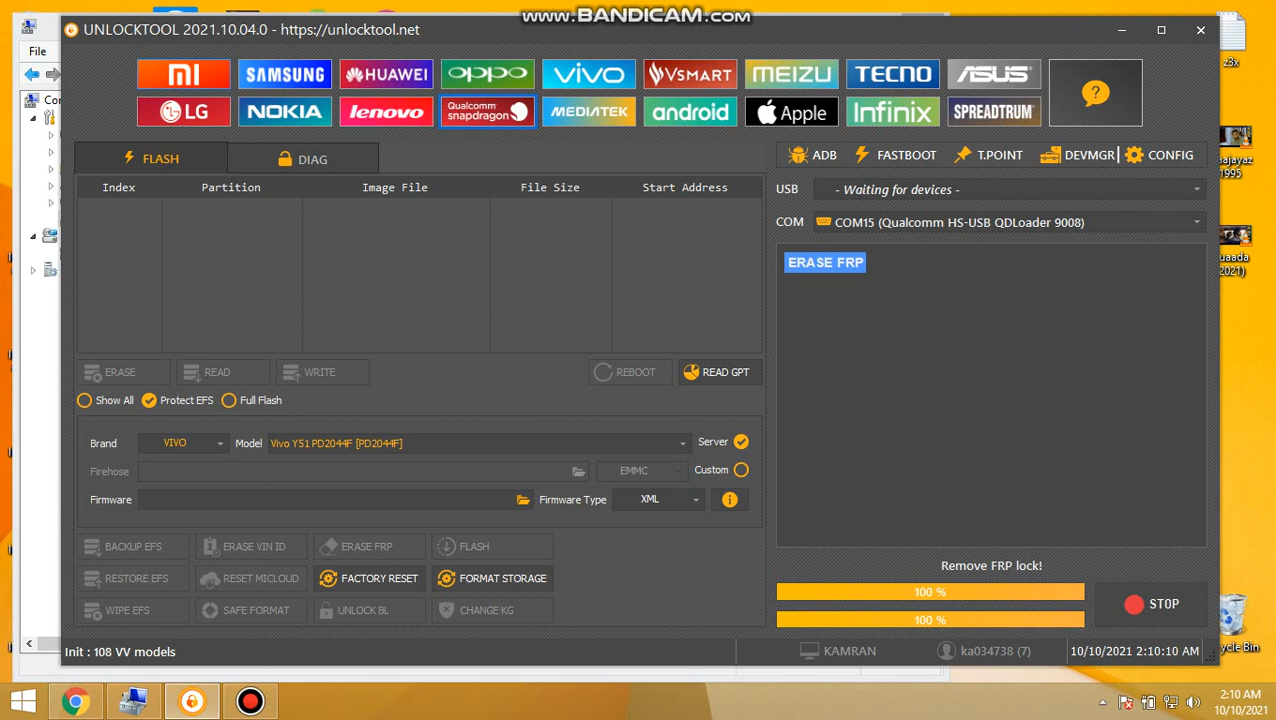 www.BANDICAM.com
UNLOCKTOOL 2021.10.04.0 - https://unlocktool.net
File
MI SAMSUNG HUAWEI OPPO VIVO VSMART MEIZU TECNO ASUS ?
LG NOKIA lenovo Qualcomm snapdragon MEDIATEK android Apple Infinix SPREADTRUM
z3x
FLASH DIAG
ADB FASTBOOT T.POINT DEVMGR CONFIG
Index Partition Image File File Size Start Address
USB - Waiting for devices -
COM COM15 (Qualcomm HS-USB QDLoader 9008)
1995
ERASE FRP
2021)
ERASE READ WRITE REBOOT READ GPT
Show All Protect EFS Full Flash
Brand VIVO Model Vivo Y51 PD2044F [PD2044F] Server
Firehose EMMC Custom
Firmware Firmware Type XML
BACKUP EFS ERASE VIN ID ERASE FRP FLASH
RESTORE EFS RESET MICLOUD FACTORY RESET FORMAT STORAGE
WIPE EFS SAFE FORMAT UNLOCK BL CHANGE KG
Remove FRP lock!
100 %
100 %
STOP
Init : 108 VV models
KAMRAN ka034738 (7) 10/10/2021 2:10:10 AM
cycle Bin
2:10 AM
10/10/2021